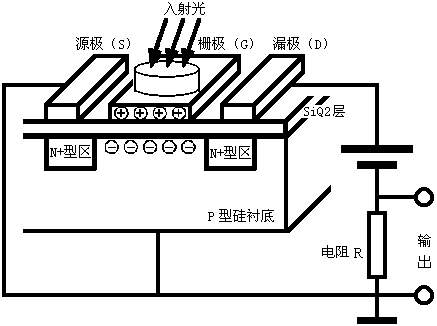 入射光
源极（S） 栅极（G） 漏极（D）
SiQ2层
N+型区 N+型区
P 型硅衬底
电阻 R
输出